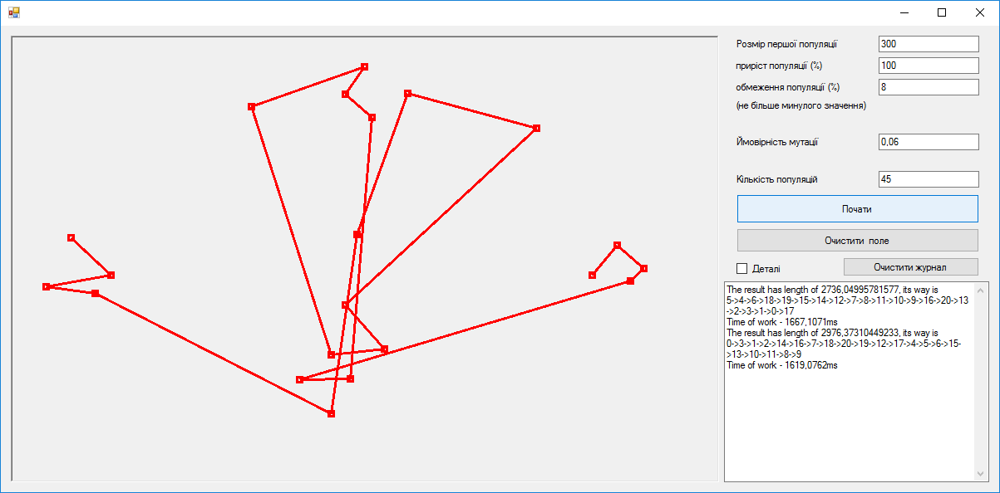 Розмір першої популяції 300
приріст популяції (%) 100
обмеження популяції (%) 8
(не більше минулого значення)
Ймовірність мутації 0,06
Кількість популяцій 45
Почати
Очистити поле
Деталі Очистити журнал
The result has length of 2736,04995781577, its way is
5->4->6->18->19->15->14->12->7->8->11->10->9->16->20->13
->2->3->1->0->17
Time of work - 1667,1071ms
The result has length of 2976,37310449233, its way is
0->3->1->2->14->16->7->18->20->19->12->17->4->5->6->15-
>13->10->11->8->9
Time of work - 1619,0762ms